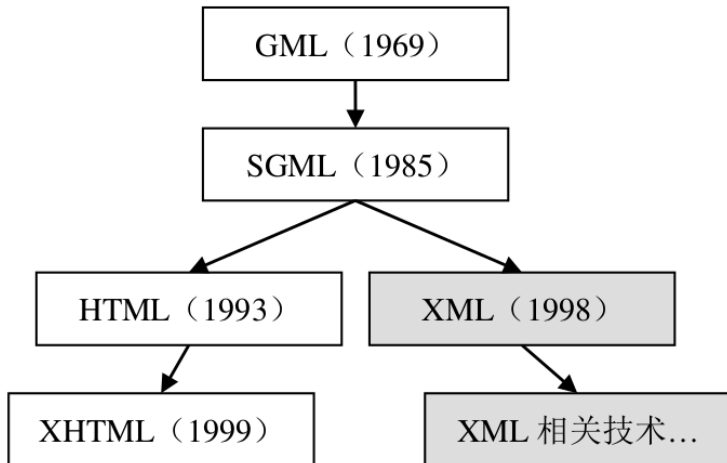 GML（1969）
SGML（1985）
HTML（1993）
XML（1998）
XHTML（1999）
XML 相关技术…